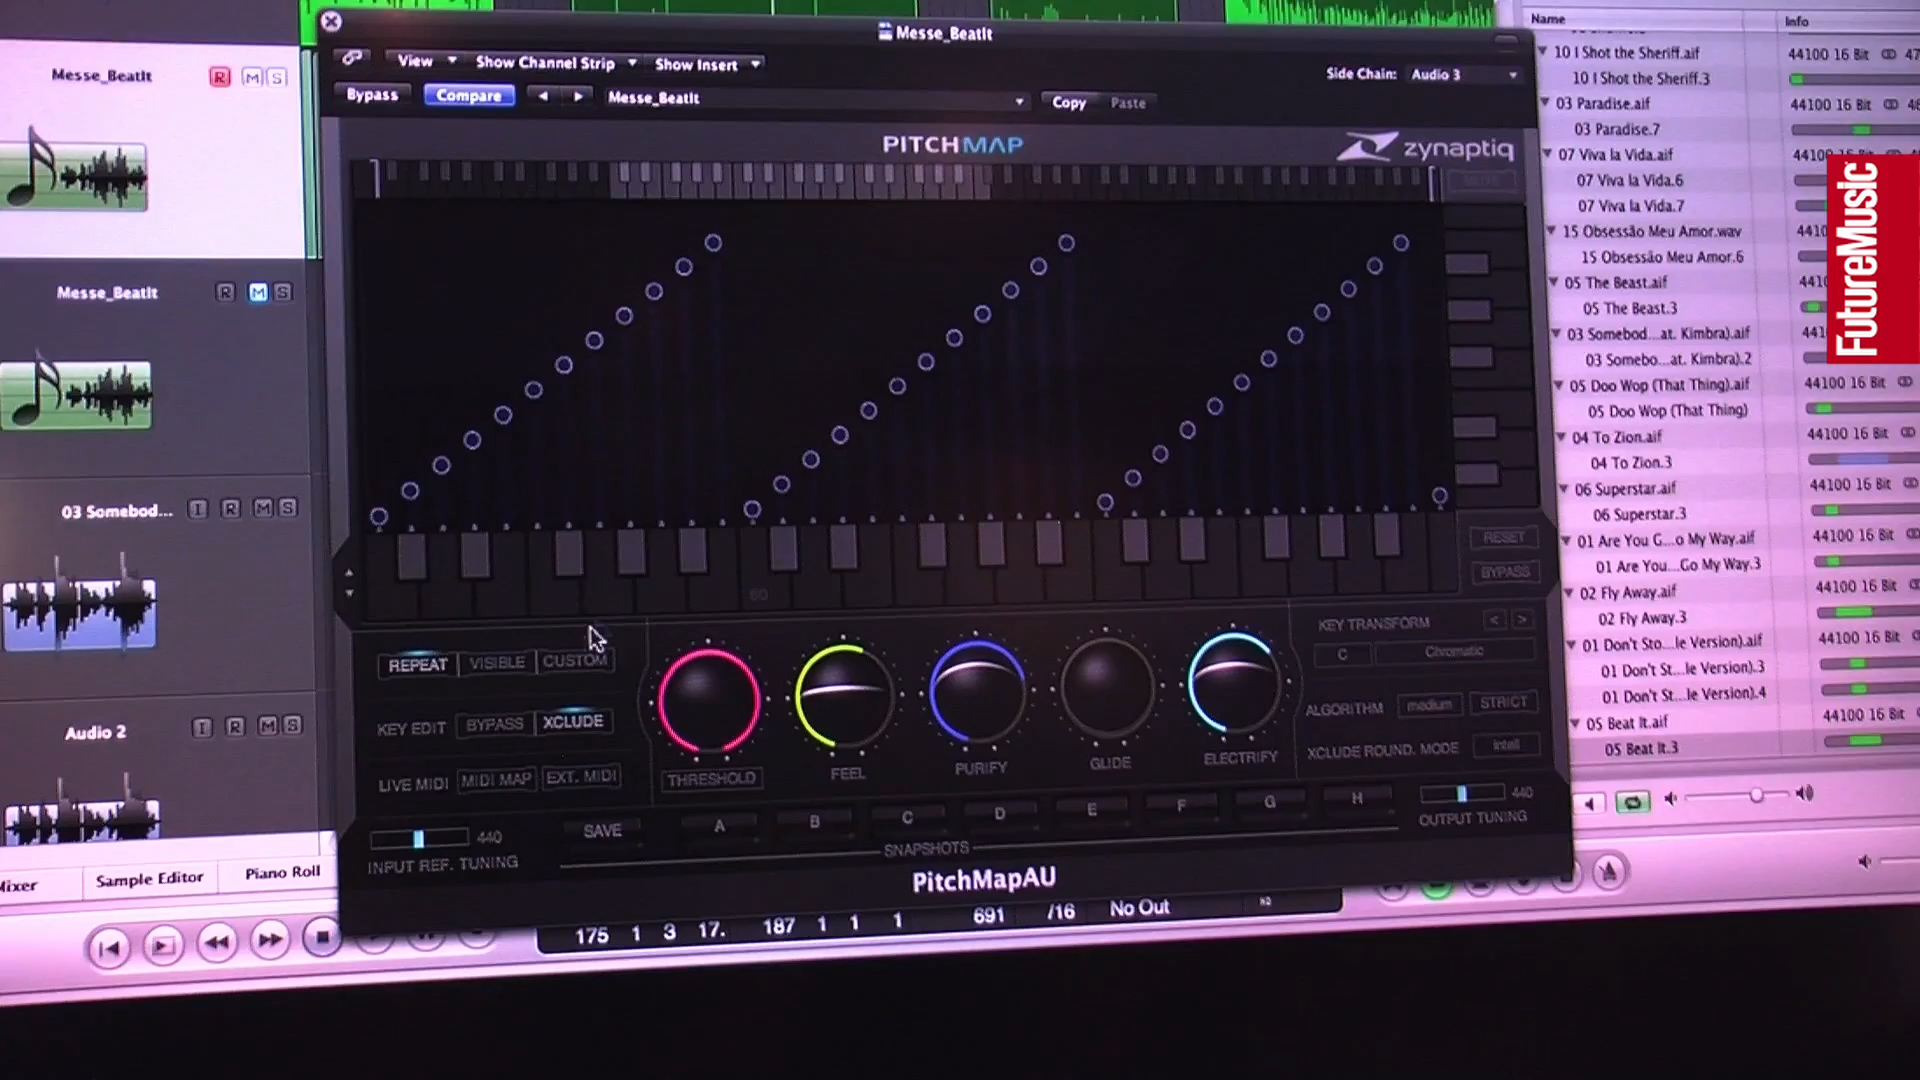 Messe_BeatIt
View
Show Channel Strip
Show Insert
Side Chain: Audio 3
Bypass
Compare
Messe_BeatIt
Copy
Paste
PITCHMAP
zynaptiq
60
RESET
BYPASS
REPEAT
VISIBLE
CUSTOM
KEY EDIT
BYPASS
XCLUDE
LIVE MIDI
MIDI MAP
EXT. MIDI
440
INPUT REF. TUNING
THRESHOLD
FEEL
PURIFY
GLIDE
ELECTRIFY
KEY TRANSFORM
<
>
C
Chromatic
ALGORITHM
medium
STRICT
XCLUDE ROUND. MODE
440
OUTPUT TUNING
SAVE
A
B
C
D
E
F
G
H
SNAPSHOTS
PitchMapAU
Messe_BeatIt
R
M
S
Messe_BeatIt
R
M
S
03 Somebod...
I
R
M
S
Audio 2
I
R
M
S
Sample Editor
Piano Roll
175 1 3 17.
187 1 1 1
691
/16
No Out
Name
Info
10 I Shot the Sheriff.aif
44100 16 Bit
10 I Shot the Sheriff.3
03 Paradise.aif
44100 16 Bit
03 Paradise.7
07 Viva la Vida.aif
07 Viva la Vida.6
07 Viva la Vida.7
15 Obsessão Meu Amor.wav
15 Obsessão Meu Amor.6
05 The Beast.aif
05 The Beast.3
03 Somebod...at. Kimbra).aif
03 Somebo...at. Kimbra).2
05 Doo Wop (That Thing).aif
44100 16 Bit
05 Doo Wop (That Thing)
04 To Zion.aif
44100 16 Bit
04 To Zion.3
06 Superstar.aif
44100 16 Bit
06 Superstar.3
01 Are You G...o My Way.aif
44100 16 Bit
01 Are You...Go My Way.3
02 Fly Away.aif
44100 16 Bit
02 Fly Away.3
01 Don't Sto...le Version).aif
44100 16 Bit
01 Don't St...le Version).3
01 Don't St...le Version).4
05 Beat It.aif
44100 16 Bit
05 Beat It.3
FutureMusic